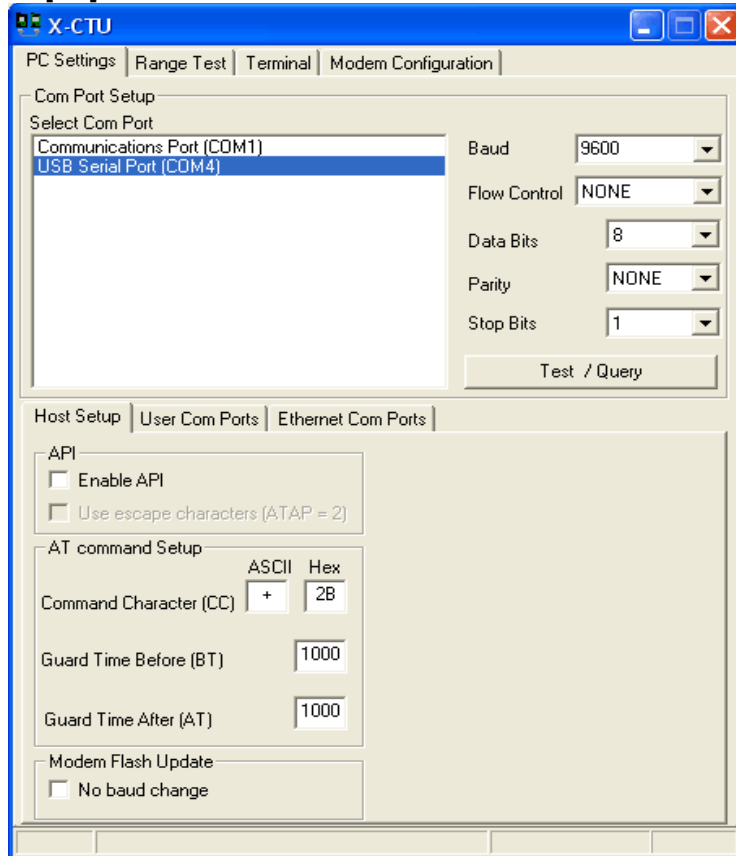 X-CTU
PC Settings Range Test Terminal Modem Configuration
Com Port Setup
Select Com Port
Communications Port (COM1)
USB Serial Port (COM4)
Baud 9600
Flow Control NONE
Data Bits 8
Parity NONE
Stop Bits 1
Test / Query
Host Setup User Com Ports Ethernet Com Ports
API
Enable API
Use escape characters (ATAP = 2)
AT command Setup
ASCII Hex
Command Character (CC) + 2B
Guard Time Before (BT) 1000
Guard Time After (AT) 1000
Modem Flash Update
No baud change